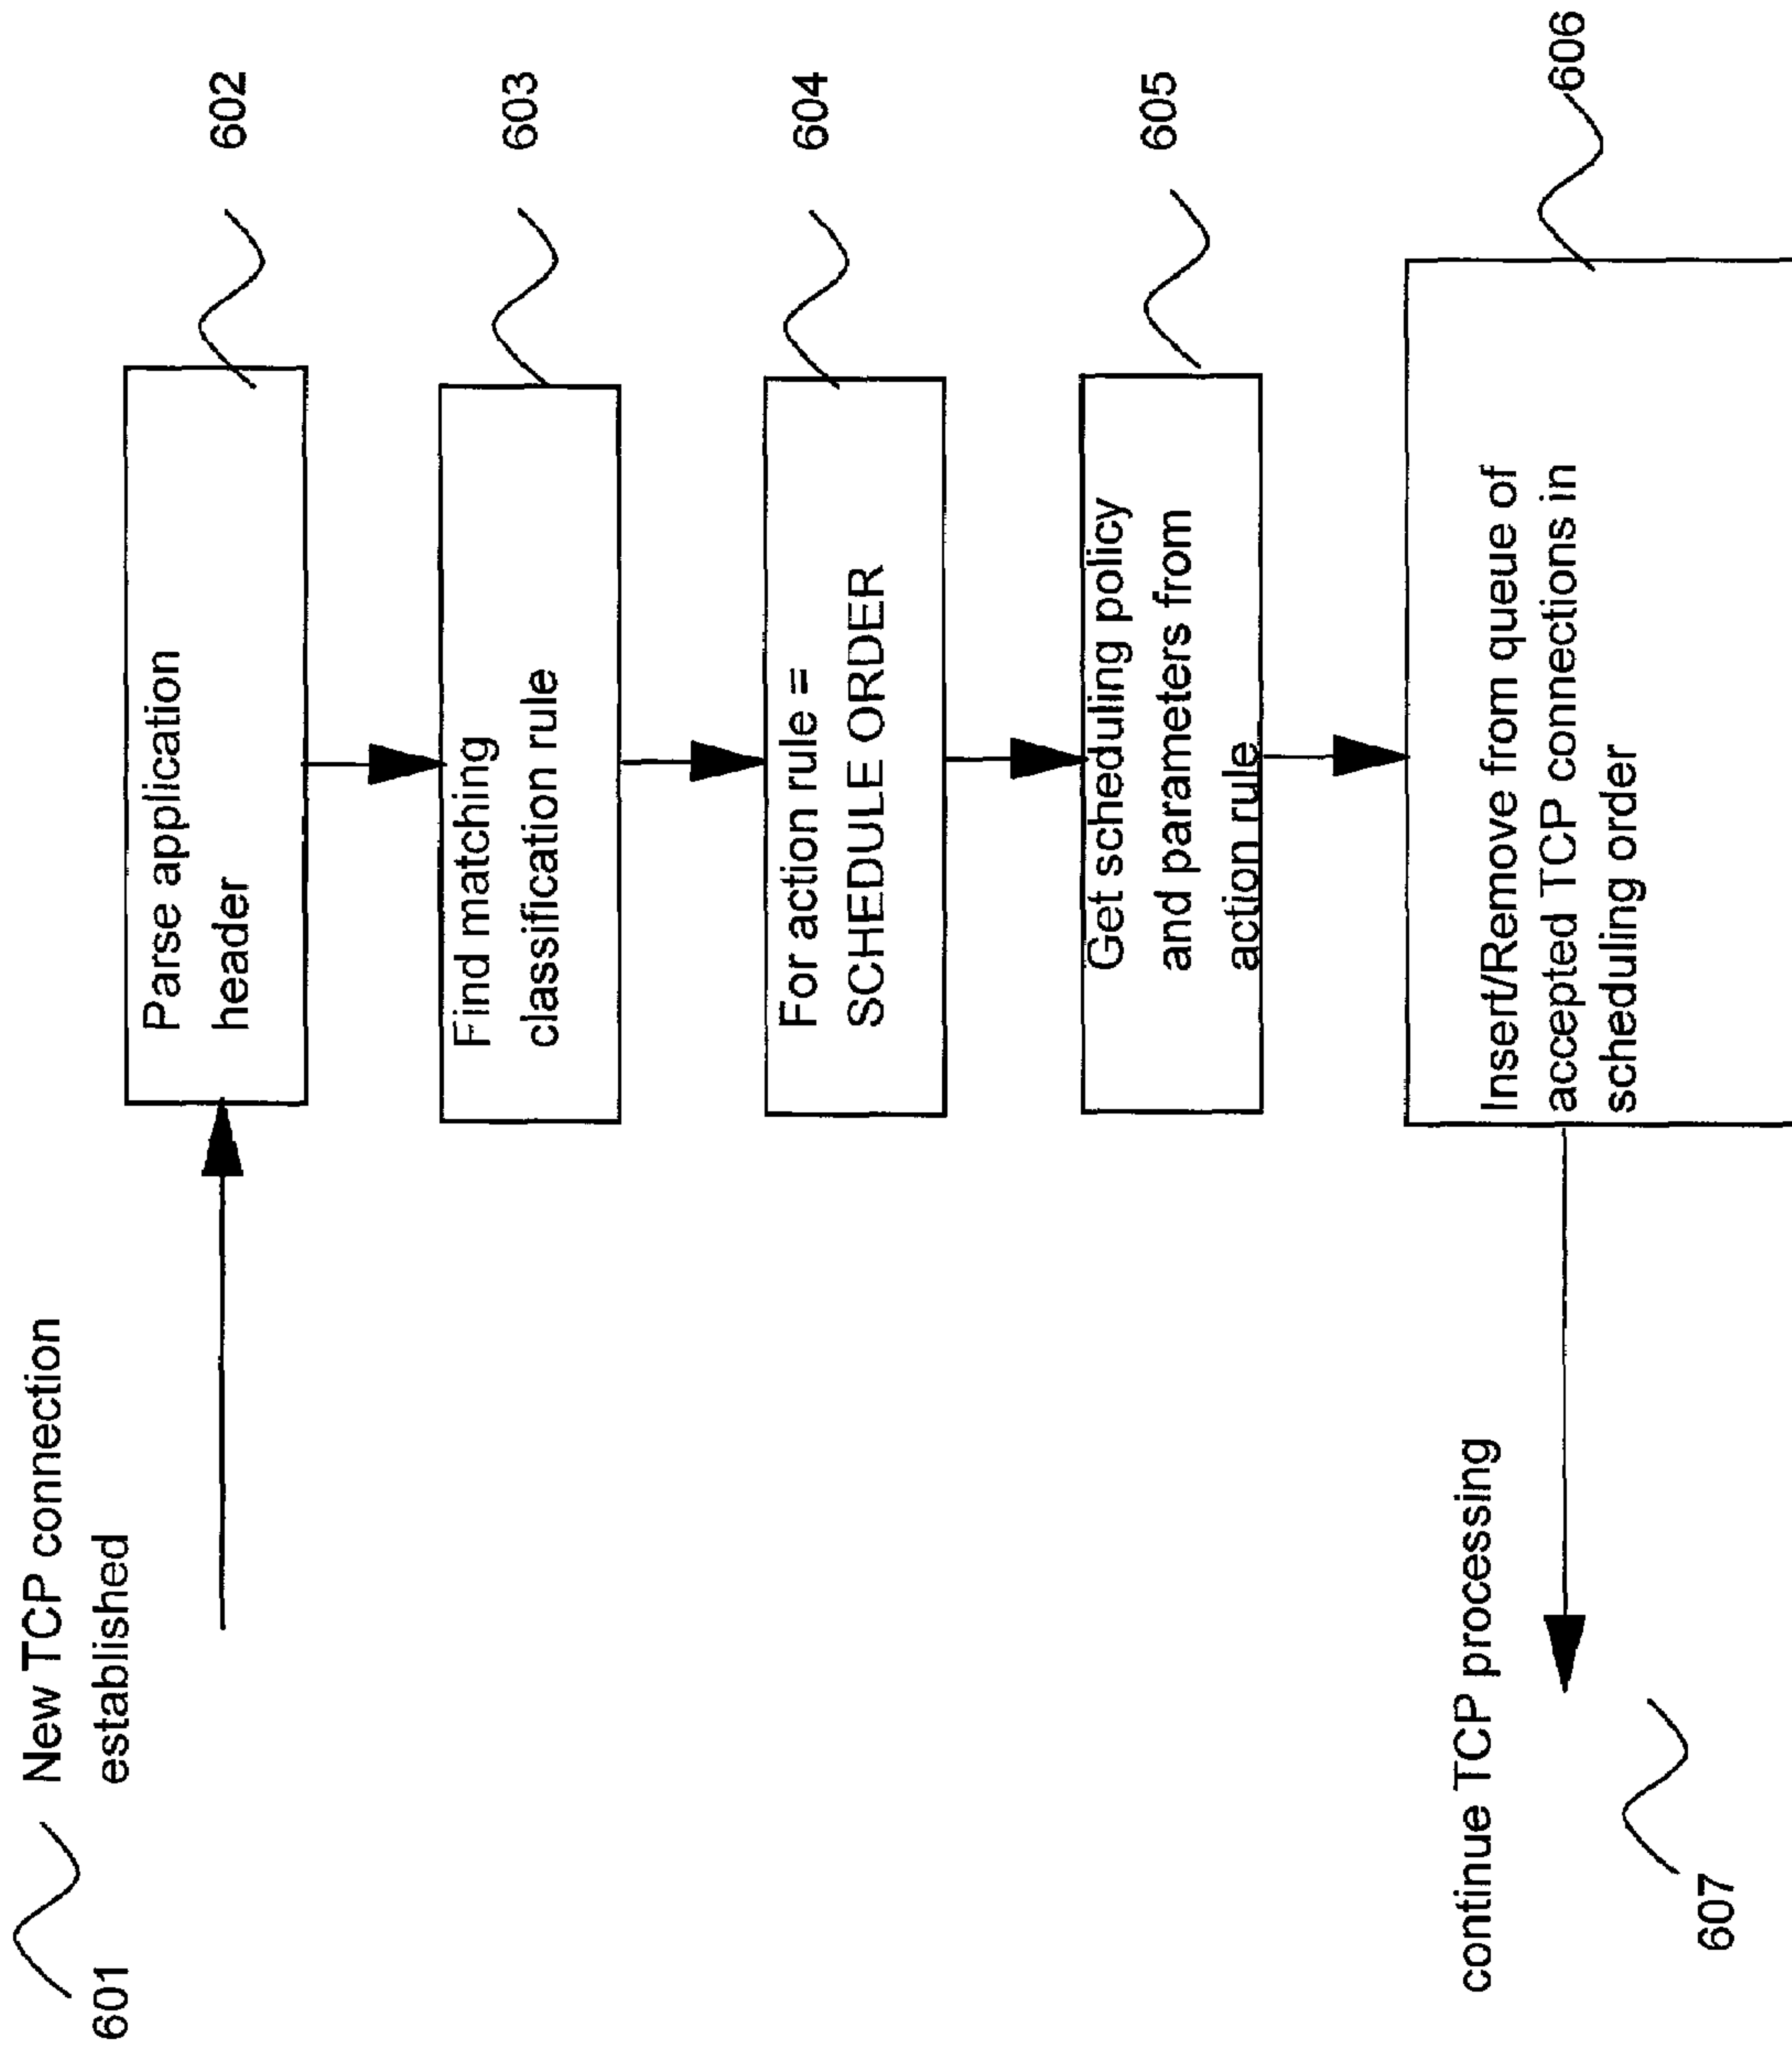 601
New TCP connection
established
Parse application
header
602
Find matching
classification rule
603
For action rule =
SCHEDULE ORDER
604
Get scheduling policy
and parameters from
action rule
605
Insert/Remove from queue of
accepted TCP connections in
scheduling order
606
continue TCP processing
607